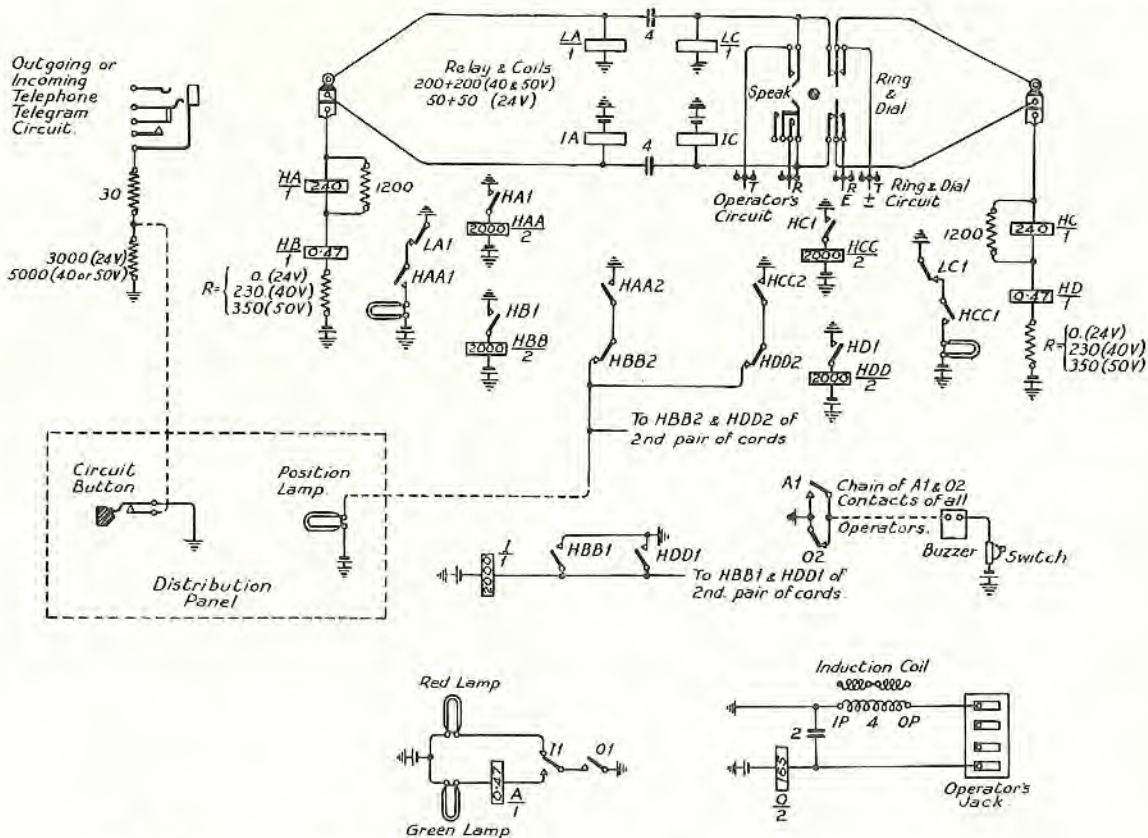 Outgoing or
Incoming
Telephone
Telegram
Circuit.
30
3000 (24V)
5000 (40 or 50V)
HA
1
240
1200
HB
1
0·47
R=
0. (24V)
230. (40V)
350 (50V)
LA1
HAA1
LA
1
4
LC
1
Relay & Coils
200+200 (40 & 50V)
50+50 (24V)
IA
4
IC
Speak
Ring
&
Dial
T
R
R
E
±
T
Operator's
Circuit
Ring & Dial
Circuit
HA1
2000
HAA
2
HB1
2000
HBB
2
HAA2
HBB2
HCC2
HDD2
HC1
2000
HCC
2
HD1
2000
HDD
2
LC1
HCC1
1200
240
HC
1
0·47
HD
1
R=
0. (24V)
230 (40V)
350 (50V)
To HBB2 & HDD2 of
2nd. pair of cords
Circuit
Button
Position
Lamp
Distribution
Panel
2000
I
1
HBB1
HDD1
To HBB1 & HDD1 of
2nd. pair of cords
A1
O2
Chain of A1 & O2
Contacts of all
Operators.
Buzzer
Switch
Red Lamp
I1
O1
0·47
A
1
Green Lamp
Induction Coil
IP
4
OP
2
165
O
2
Operator's
Jack